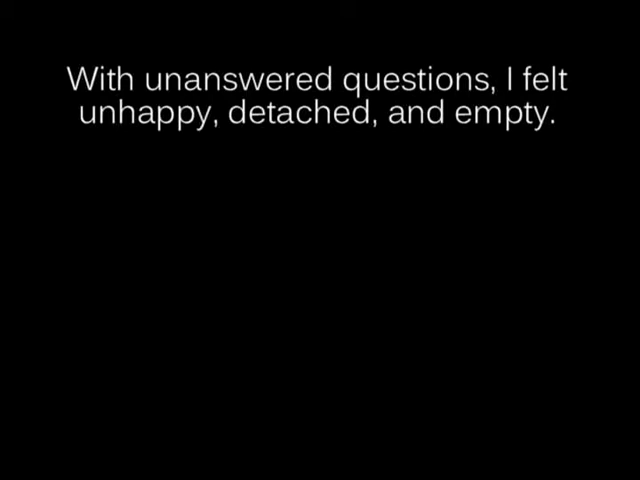 With unanswered questions, I felt
unhappy, detached, and empty.